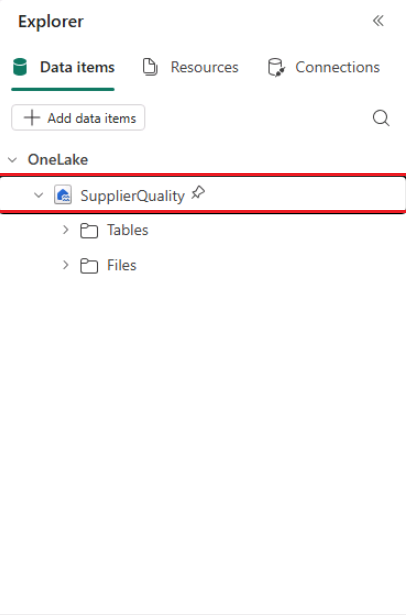 Explorer
Data items Resources Connections
Add data items
OneLake
SupplierQuality
Tables
Files